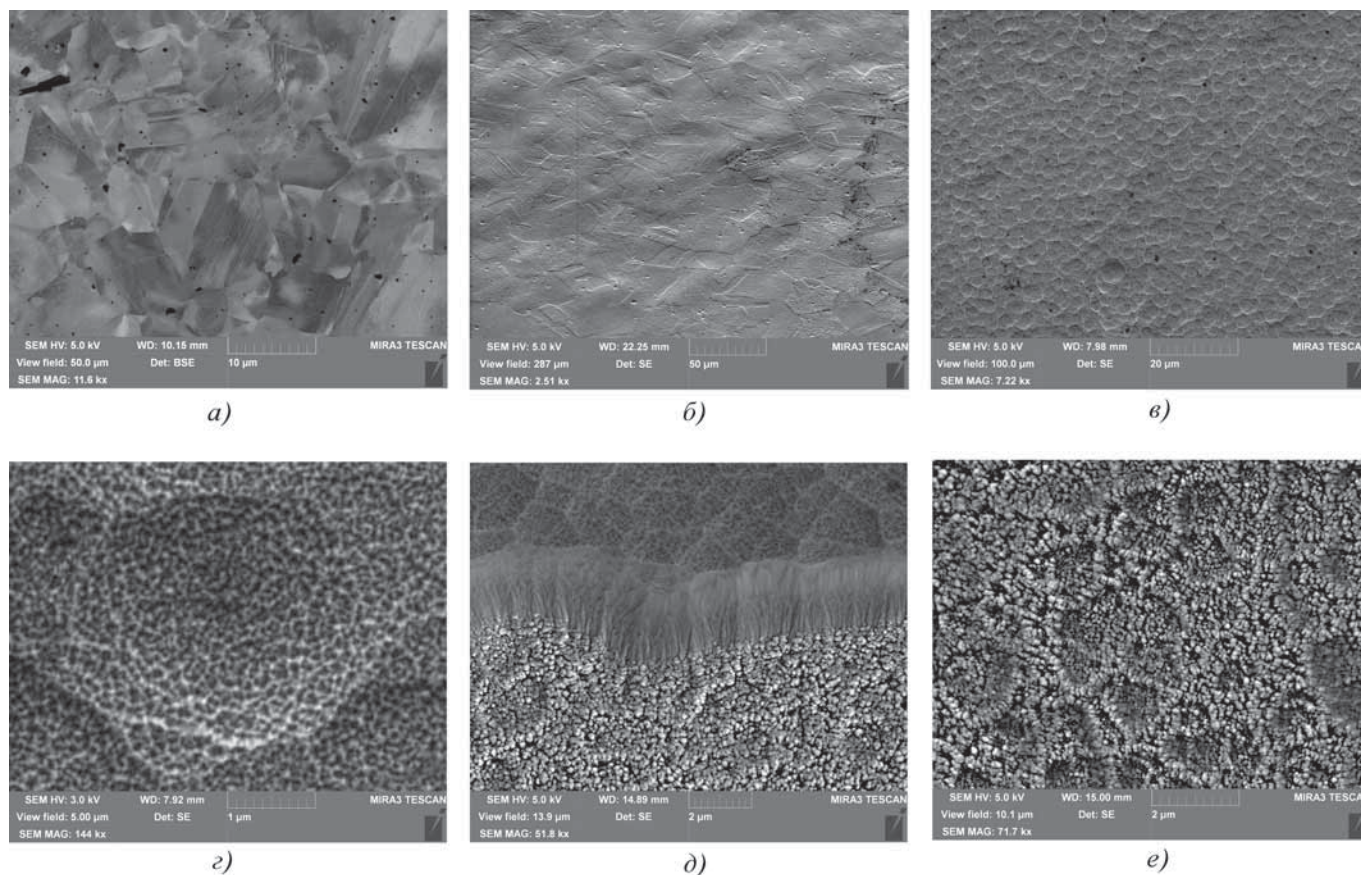 SEM HV: 5.0 kV WD: 10.15 mm MIRA3 TESCAN
View field: 50.0 µm Det: BSE 10 µm
SEM MAG: 11.6 kx
а)
SEM HV: 5.0 kV WD: 22.25 mm MIRA3 TESCAN
View field: 287 µm Det: SE 50 µm
SEM MAG: 2.51 kx
б)
SEM HV: 5.0 kV WD: 7.98 mm MIRA3 TESCAN
View field: 100.0 µm Det: SE 20 µm
SEM MAG: 7.22 kx
в)
SEM HV: 3.0 kV WD: 7.92 mm MIRA3 TESCAN
View field: 5.00 µm Det: SE 1 µm
SEM MAG: 144 kx
г)
SEM HV: 5.0 kV WD: 14.89 mm MIRA3 TESCAN
View field: 13.9 µm Det: SE 2 µm
SEM MAG: 51.8 kx
д)
SEM HV: 5.0 kV WD: 15.00 mm MIRA3 TESCAN
View field: 10.1 µm Det: SE 2 µm
SEM MAG: 71.7 kx
е)